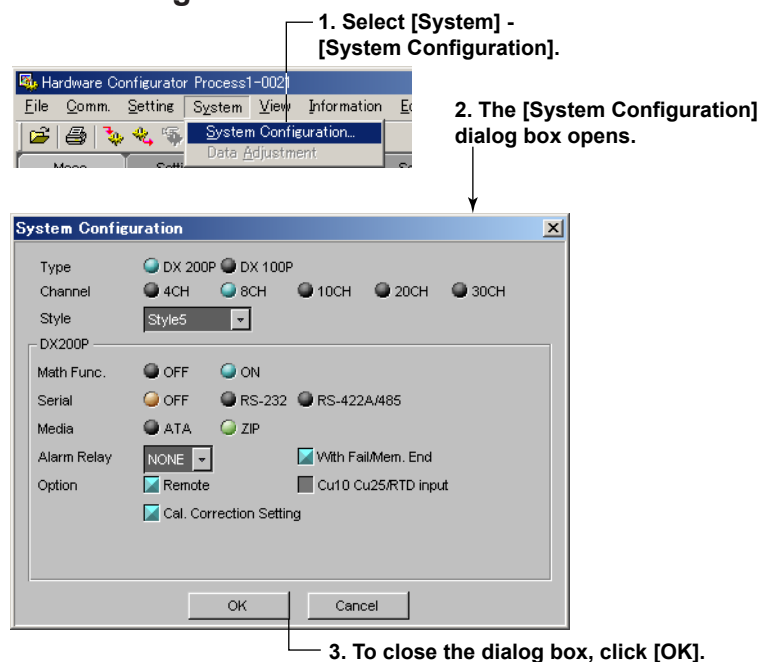 1. Select [System] -
[System Configuration].
Hardware Configurator Process1-0021
File Comm. Setting System View Information
System Configuration...
Data Adjustment
2. The [System Configuration]
dialog box opens.
System Configuration
Type DX 200P DX 100P
Channel 4CH 8CH 10CH 20CH 30CH
Style Style5
DX200P
Math Func. OFF ON
Serial OFF RS-232 RS-422A/485
Media ATA ZIP
Alarm Relay NONE With Fail/Mem. End
Option Remote Cu10 Cu25/RTD input
Cal. Correction Setting
OK Cancel
3. To close the dialog box, click [OK].